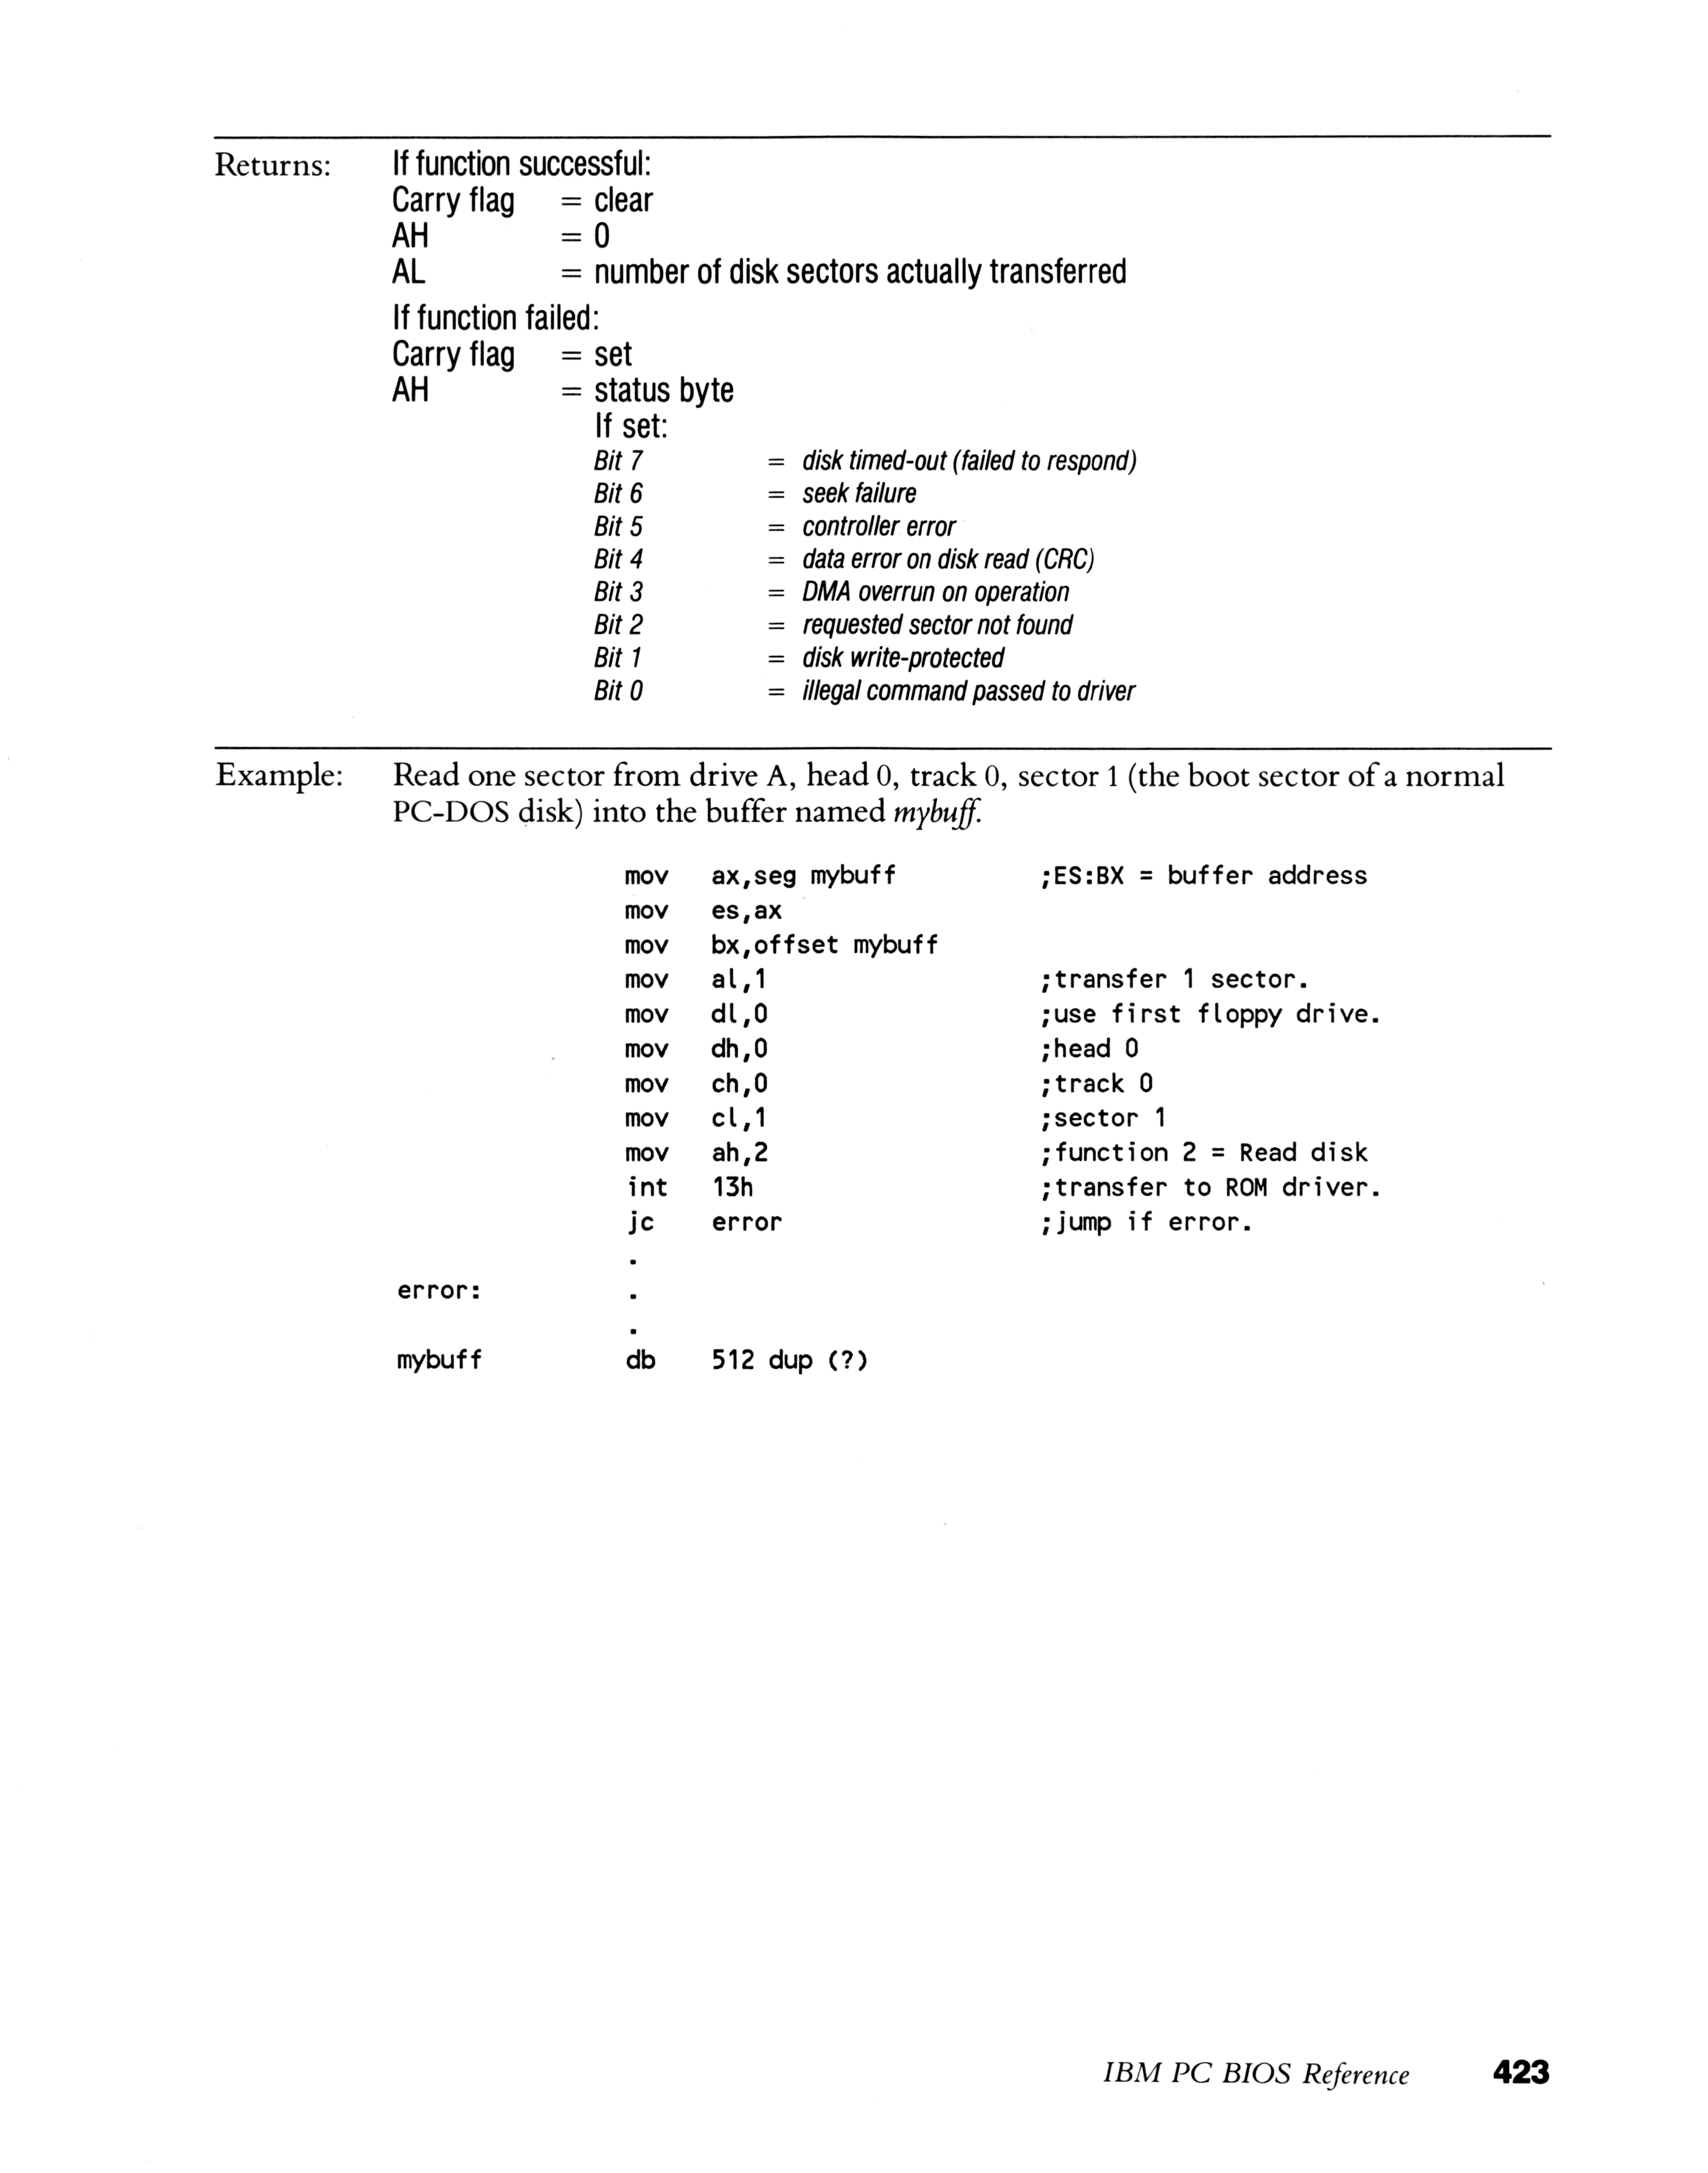 Returns: If function successful:
Carry flag = clear
AH = 0
AL = number of disk sectors actually transferred
If function failed:
Carry flag = set
AH = status byte
If set:
Bit 7 = disk timed-out (failed to respond)
Bit 6 = seek failure
Bit 5 = controller error
Bit 4 = data error on disk read (CRC)
Bit 3 = DMA overrun on operation
Bit 2 = requested sector not found
Bit 1 = disk write-protected
Bit 0 = illegal command passed to driver
Example: Read one sector from drive A, head 0, track 0, sector 1 (the boot sector of a normal
PC-DOS disk) into the buffer named mybuff.
mov ax,seg mybuff ;ES:BX = buffer address
mov es,ax
mov bx,offset mybuff
mov al,1 ;transfer 1 sector.
mov dl,0 ;use first floppy drive.
mov dh,0 ;head 0
mov ch,0 ;track 0
mov cl,1 ;sector 1
mov ah,2 ;function 2 = Read disk
int 13h ;transfer to ROM driver.
jc error ;jump if error.
.
error: .
.
mybuff db 512 dup (?)
IBM PC BIOS Reference 423